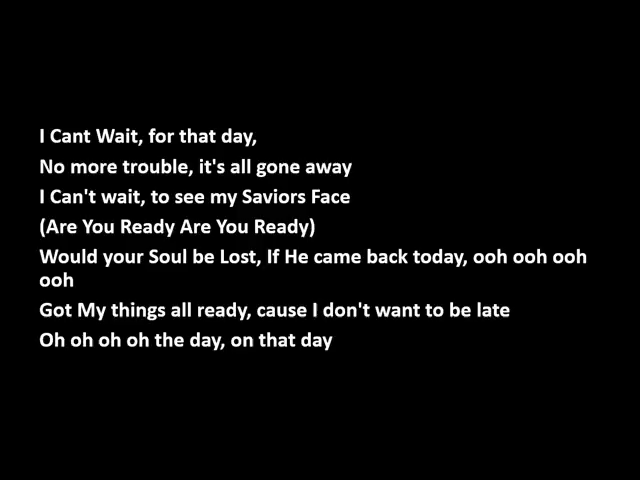 I Cant Wait, for that day,
No more trouble, it's all gone away
I Can't wait, to see my Saviors Face
(Are You Ready Are You Ready)
Would your Soul be Lost, If He came back today, ooh ooh ooh
ooh
Got My things all ready, cause I don't want to be late
Oh oh oh oh the day, on that day